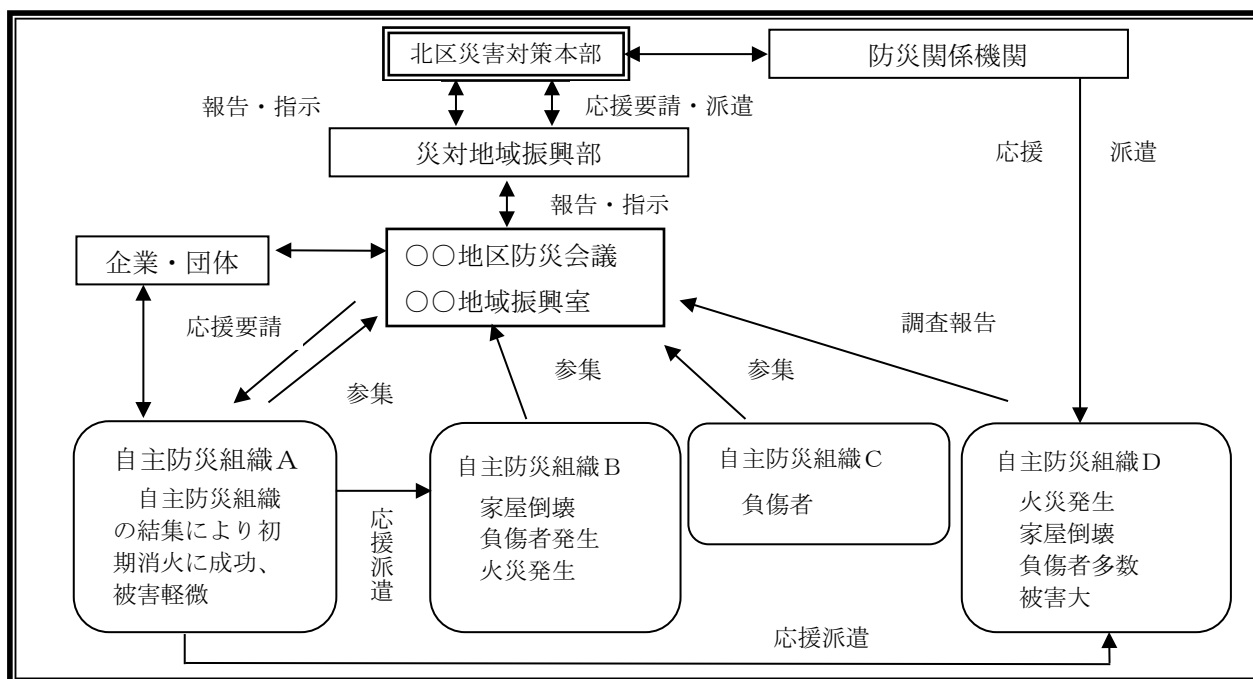 北区災害対策本部
防災関係機関
報告・指示
応援要請・派遣
災対地域振興部
応援
派遣
報告・指示
企業・団体
○○地区防災会議
○○地域振興室
応援要請
調査報告
参集
参集
参集
自主防災組織A
自主防災組織
の結集により初
期消火に成功、
被害軽微
応援派遣
自主防災組織B
家屋倒壊
負傷者発生
火災発生
自主防災組織C
負傷者
自主防災組織D
火災発生
家屋倒壊
負傷者多数
被害大
応援派遣